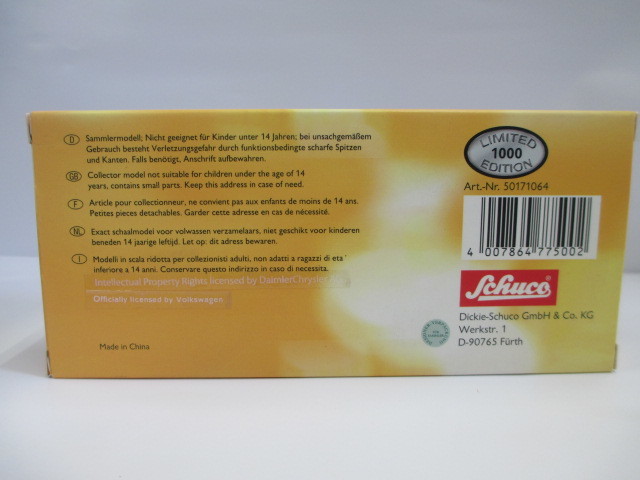 D Sammlermodell; Nicht geeignet für Kinder unter 14 Jahren; bei unsachgemäßem
Gebrauch besteht Verletzungsgefahr durch funktionsbedingte scharfe Spitzen
und Kanten. Falls benötigt, Anschrift aufbewahren.
GB Collector model not suitable for children under the age of 14
years, contains small parts. Keep this address in case of need.
F Article pour collectionneur, ne convient pas aux enfants de moins de 14 ans.
Petites pieces detachables. Garder cette adresse en cas de nécessité.
NL Exact schaalmodel voor volwassen verzamelaars, niet geschikt voor kinderen
beneden 14 jaarige leftijd. Let op: dit adres bewaren.
I Modelli in scala ridotta per collezionisti adulti, non adatti a ragazzi di eta'
inferiore a 14 anni. Conservare questo indirizzo in caso di necessita.
Intellectual Property Rights licensed by DaimlerChrysler
Officially licensed by Volkswagen.
Made in China
LIMITED
1000
EDITION
Art.-Nr. 50171064
4 007864 775002
Schuco
Dickie-Schuco GmbH & Co. KG
Werkstr. 1
D-90765 Fürth